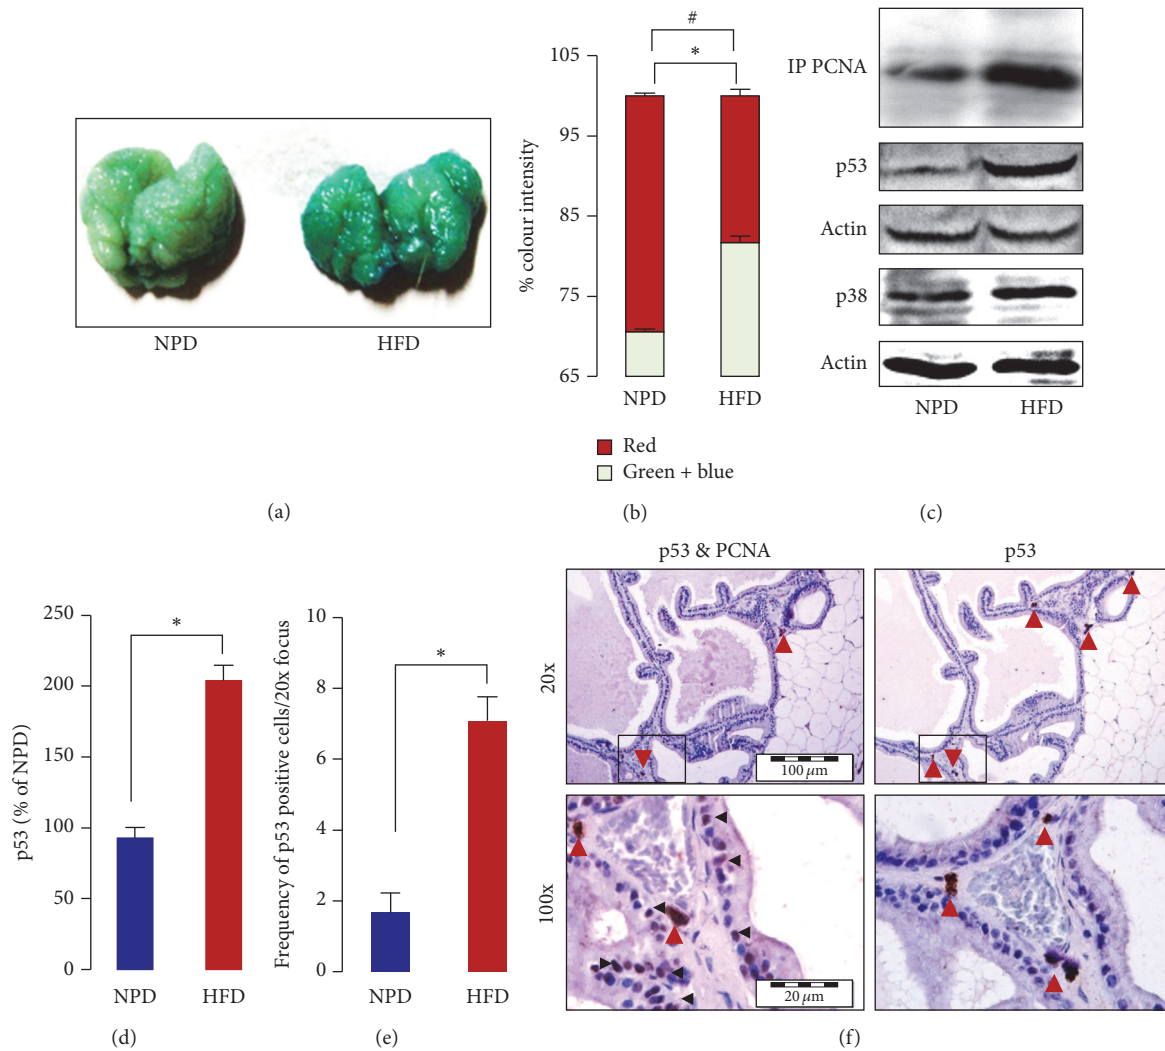 NPD
HFD
(a)
#
*
105
95
85
75
65
% colour intensity
NPD
HFD
Red
Green + blue
(b)
IP PCNA
p53
Actin
p38
Actin
NPD
HFD
(c)
250
200
150
100
50
0
p53 (% of NPD)
*
NPD
HFD
(d)
10
8
6
4
2
0
Frequency of p53 positive cells/20x focus
*
NPD
HFD
(e)
p53 & PCNA
p53
20x
100 μm
100x
20 μm
(f)